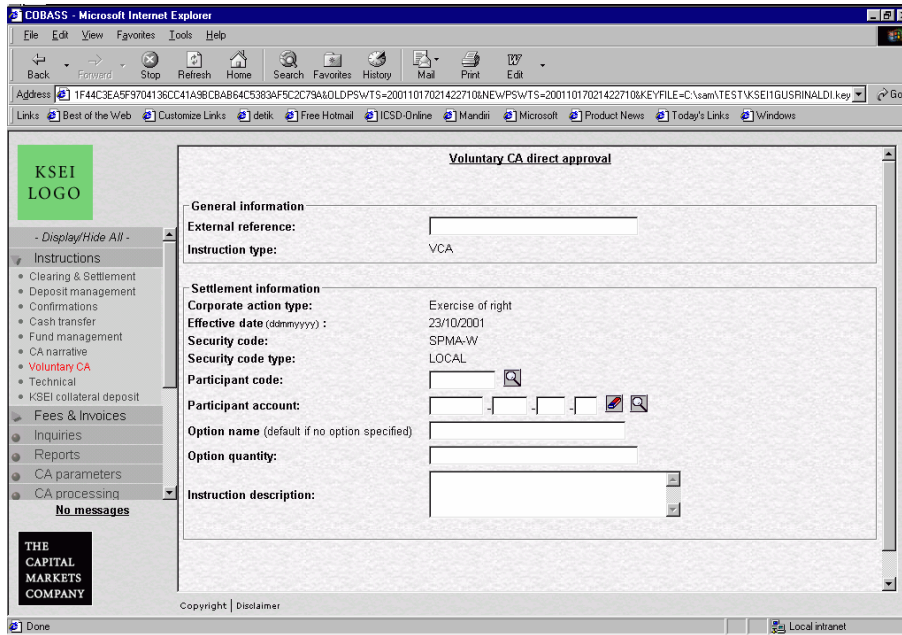 COBASS - Microsoft Internet Explorer
File Edit View Favorites Tools Help
Back Forward Stop Refresh Home Search Favorites History Mail Print Edit
Address 1F44C3EA5F9704136CC41A9BCBAB64C5383AF5C2C79A&OLDPSWTS=20011017021422710&NEWPSWTS=20011017021422710&KEYFILE=C:\sam\TEST\KSEI1GUSRINALDI.key Go
Links Best of the Web Customize Links detik Free Hotmail ICSD-Online Mandiri Microsoft Product News Today's Links Windows
KSEI
LOGO
- Display/Hide All -
Instructions
Clearing & Settlement
Deposit management
Confirmations
Cash transfer
Fund management
CA narrative
Voluntary CA
Technical
KSEI collateral deposit
Fees & Invoices
Inquiries
Reports
CA parameters
CA processing
No messages
THE
CAPITAL
MARKETS
COMPANY
Voluntary CA direct approval
General information
External reference:
Instruction type: VCA
Settlement information
Corporate action type: Exercise of right
Effective date (ddmmyyyy) : 23/10/2001
Security code: SPMA-W
Security code type: LOCAL
Participant code:
Participant account: - - -
Option name (default if no option specified)
Option quantity:
Instruction description:
Copyright | Disclaimer
Done Local intranet